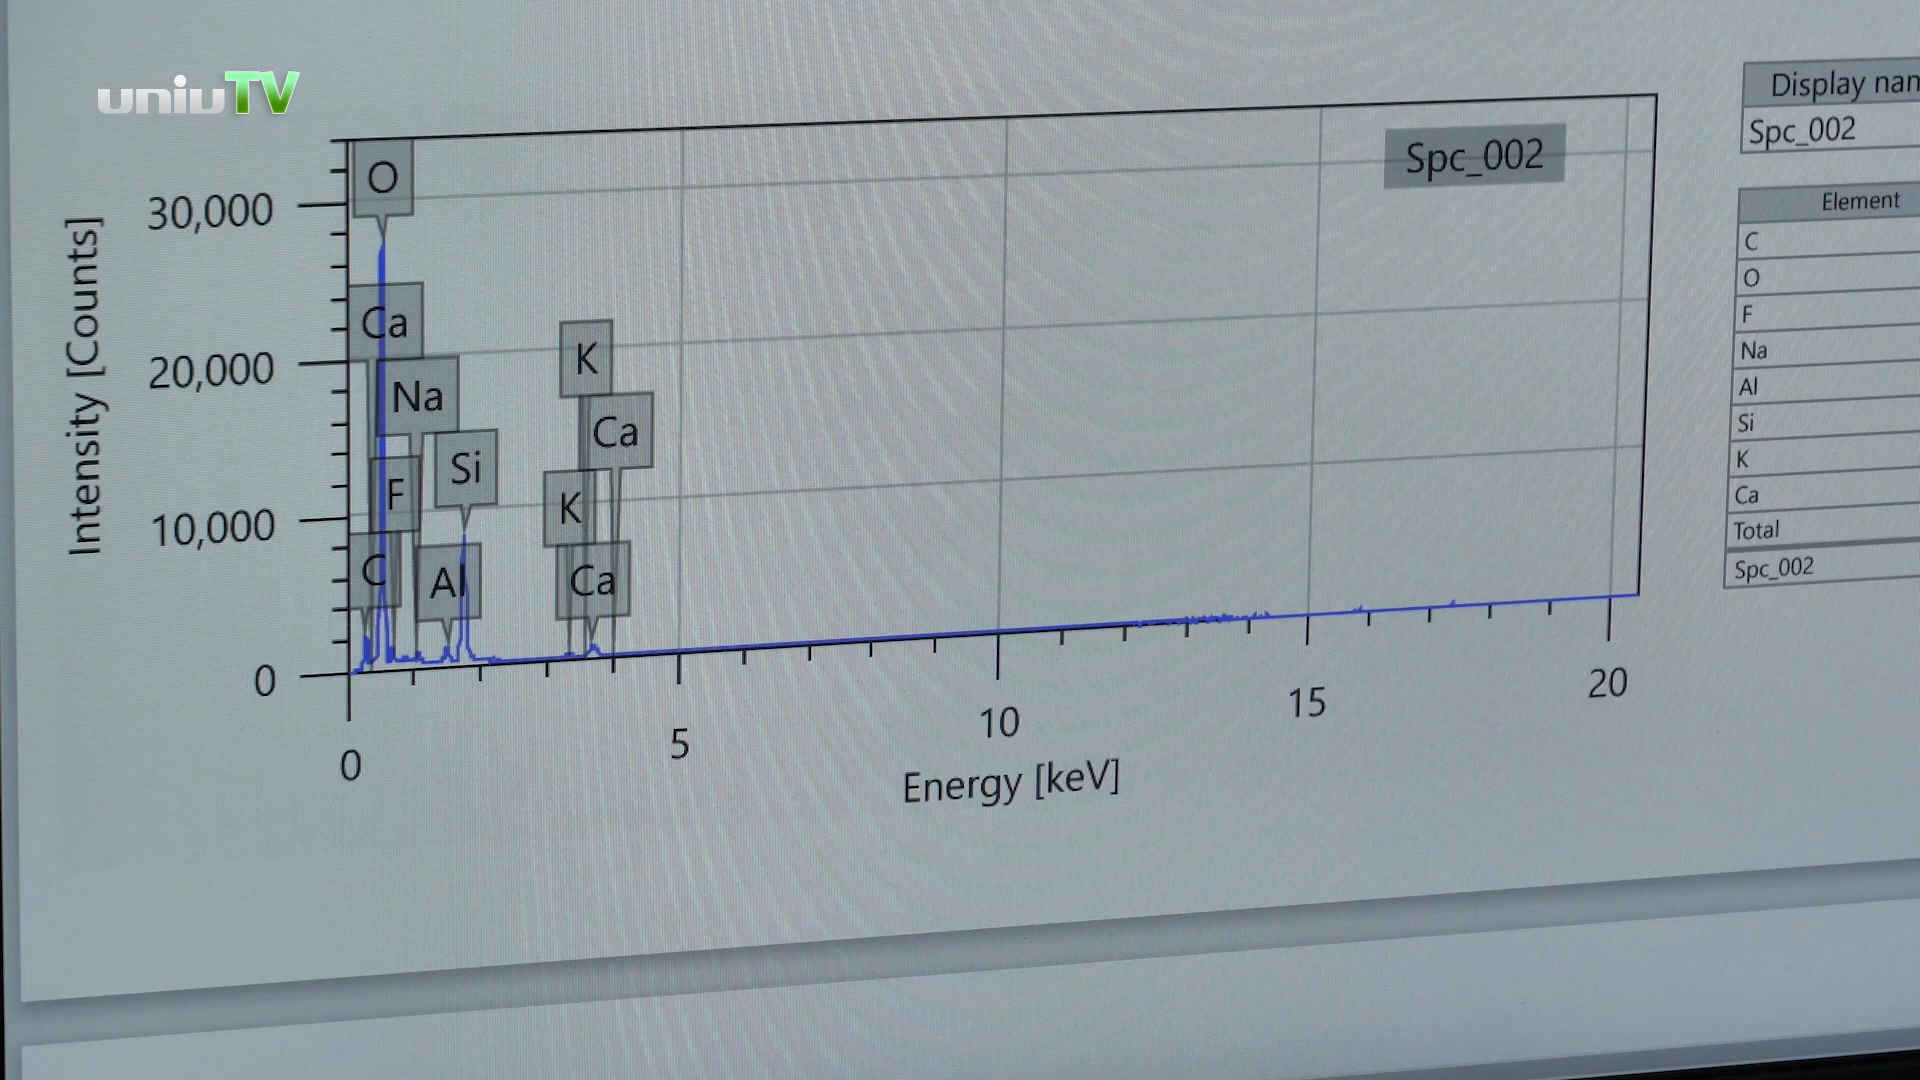 uniuTV
Display nam
Spc_002
Spc_002
Element
C
O
F
Na
Al
Si
K
Ca
Total
Spc_002
Intensity [Counts]
30,000
20,000
10,000
0
O
Ca
Na
F
Si
C
Al
K
Ca
K
Ca
0
5
10
15
20
Energy [keV]